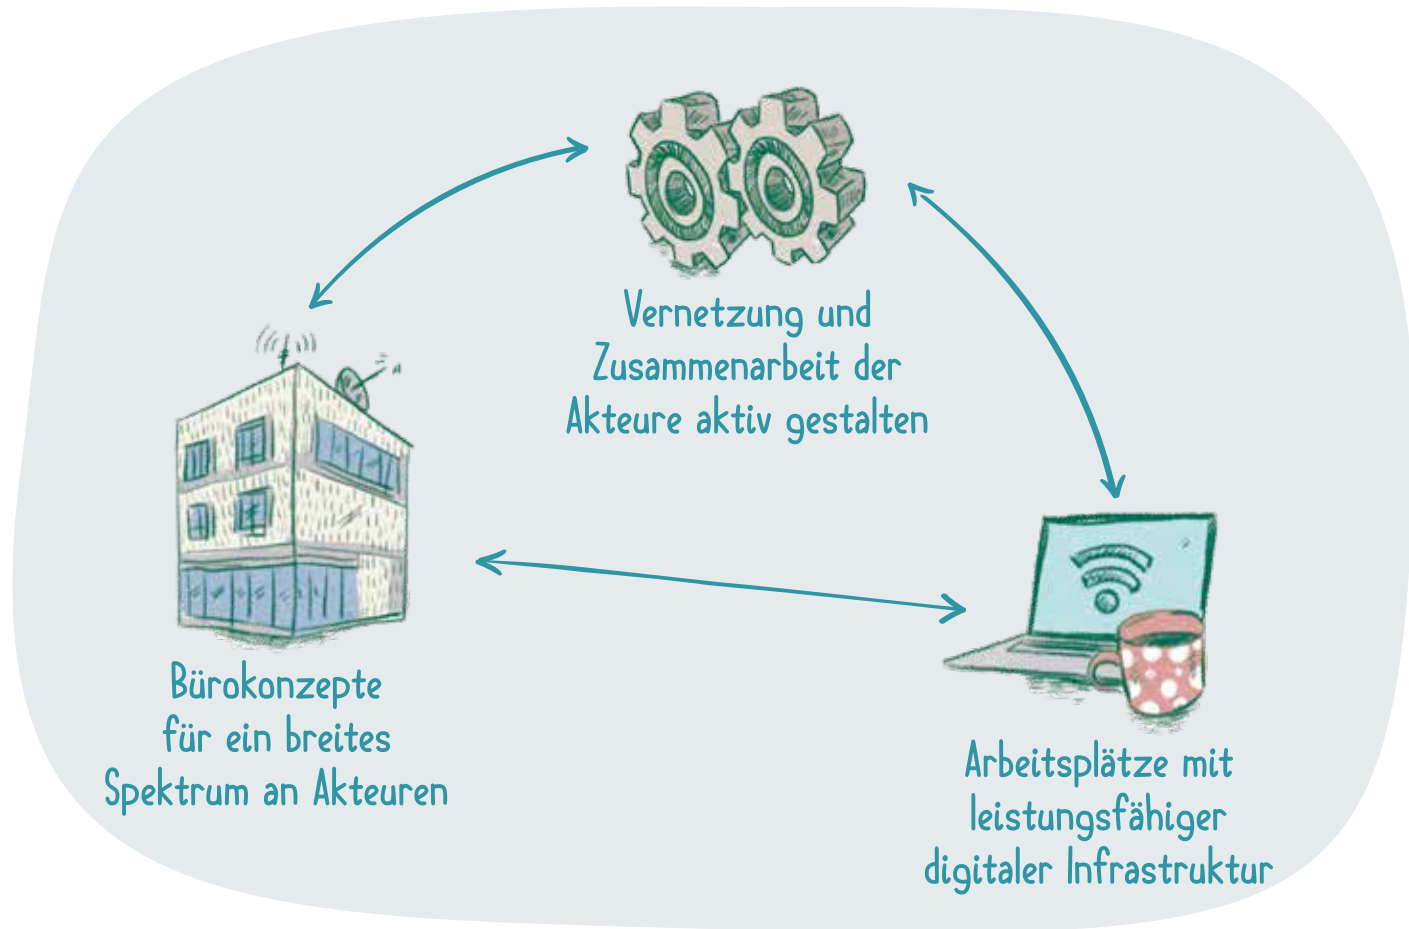 Vernetzung und
Zusammenarbeit der
Akteure aktiv gestalten
Bürokonzepte
für ein breites
Spektrum an Akteuren
Arbeitsplätze mit
leistungsfähiger
digitaler Infrastruktur